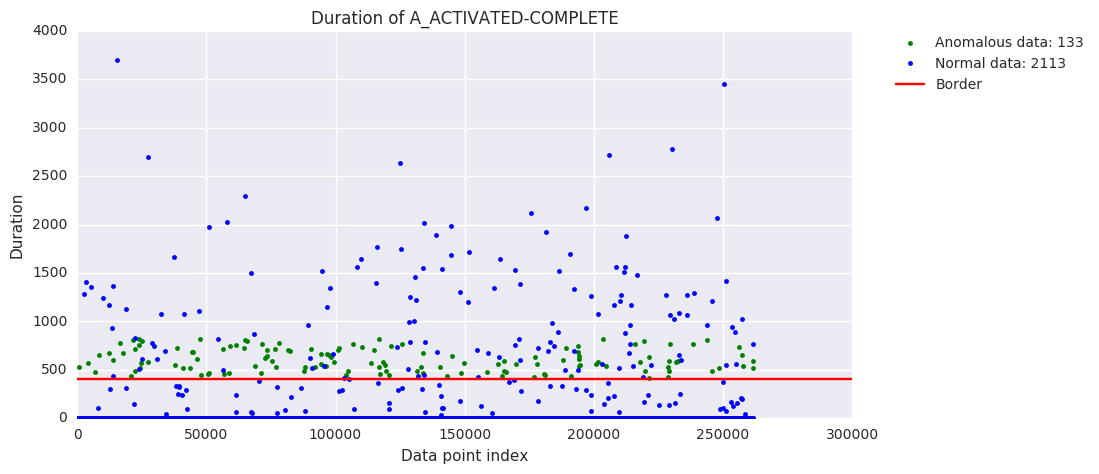 Duration of A_ACTIVATED-COMPLETE
4000
3500
3000
2500
2000
1500
1000
500
0
Duration
0 50000 100000 150000 200000 250000 300000
Data point index
Anomalous data: 133
Normal data: 2113
Border